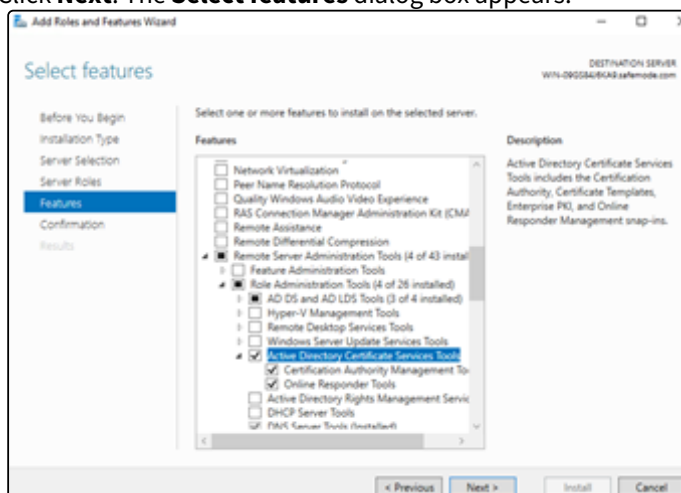 Click Next. The Select features dialog box appears.
Add Roles and Features Wizard
Select features
DESTINATION SERVER
Before You Begin
Installation Type
Server Selection
Server Roles
Features
Confirmation
Results
Select one or more features to install on the selected server.
Features
Network Virtualization
Peer Name Resolution Protocol
Quality Windows Audio Video Experience
RAS Connection Manager Administration Kit (CMA
Remote Assistance
Remote Differential Compression
Remote Server Administration Tools (4 of 43 instal
Feature Administration Tools
Role Administration Tools (4 of 26 installed)
AD DS and AD LDS Tools (3 of 4 installed)
Hyper-V Management Tools
Remote Desktop Services Tools
Windows Server Update Services Tools
Active Directory Certificate Services Tools
Certification Authority Management To
Online Responder Tools
Active Directory Rights Management Servic
DHCP Server Tools
DNS Server Tools (Installed)
Description
Active Directory Certificate Services
Tools includes the Certification
Authority, Certificate Templates,
Enterprise PKI, and Online
Responder Management snap-ins.
< Previous
Next >
Install
Cancel